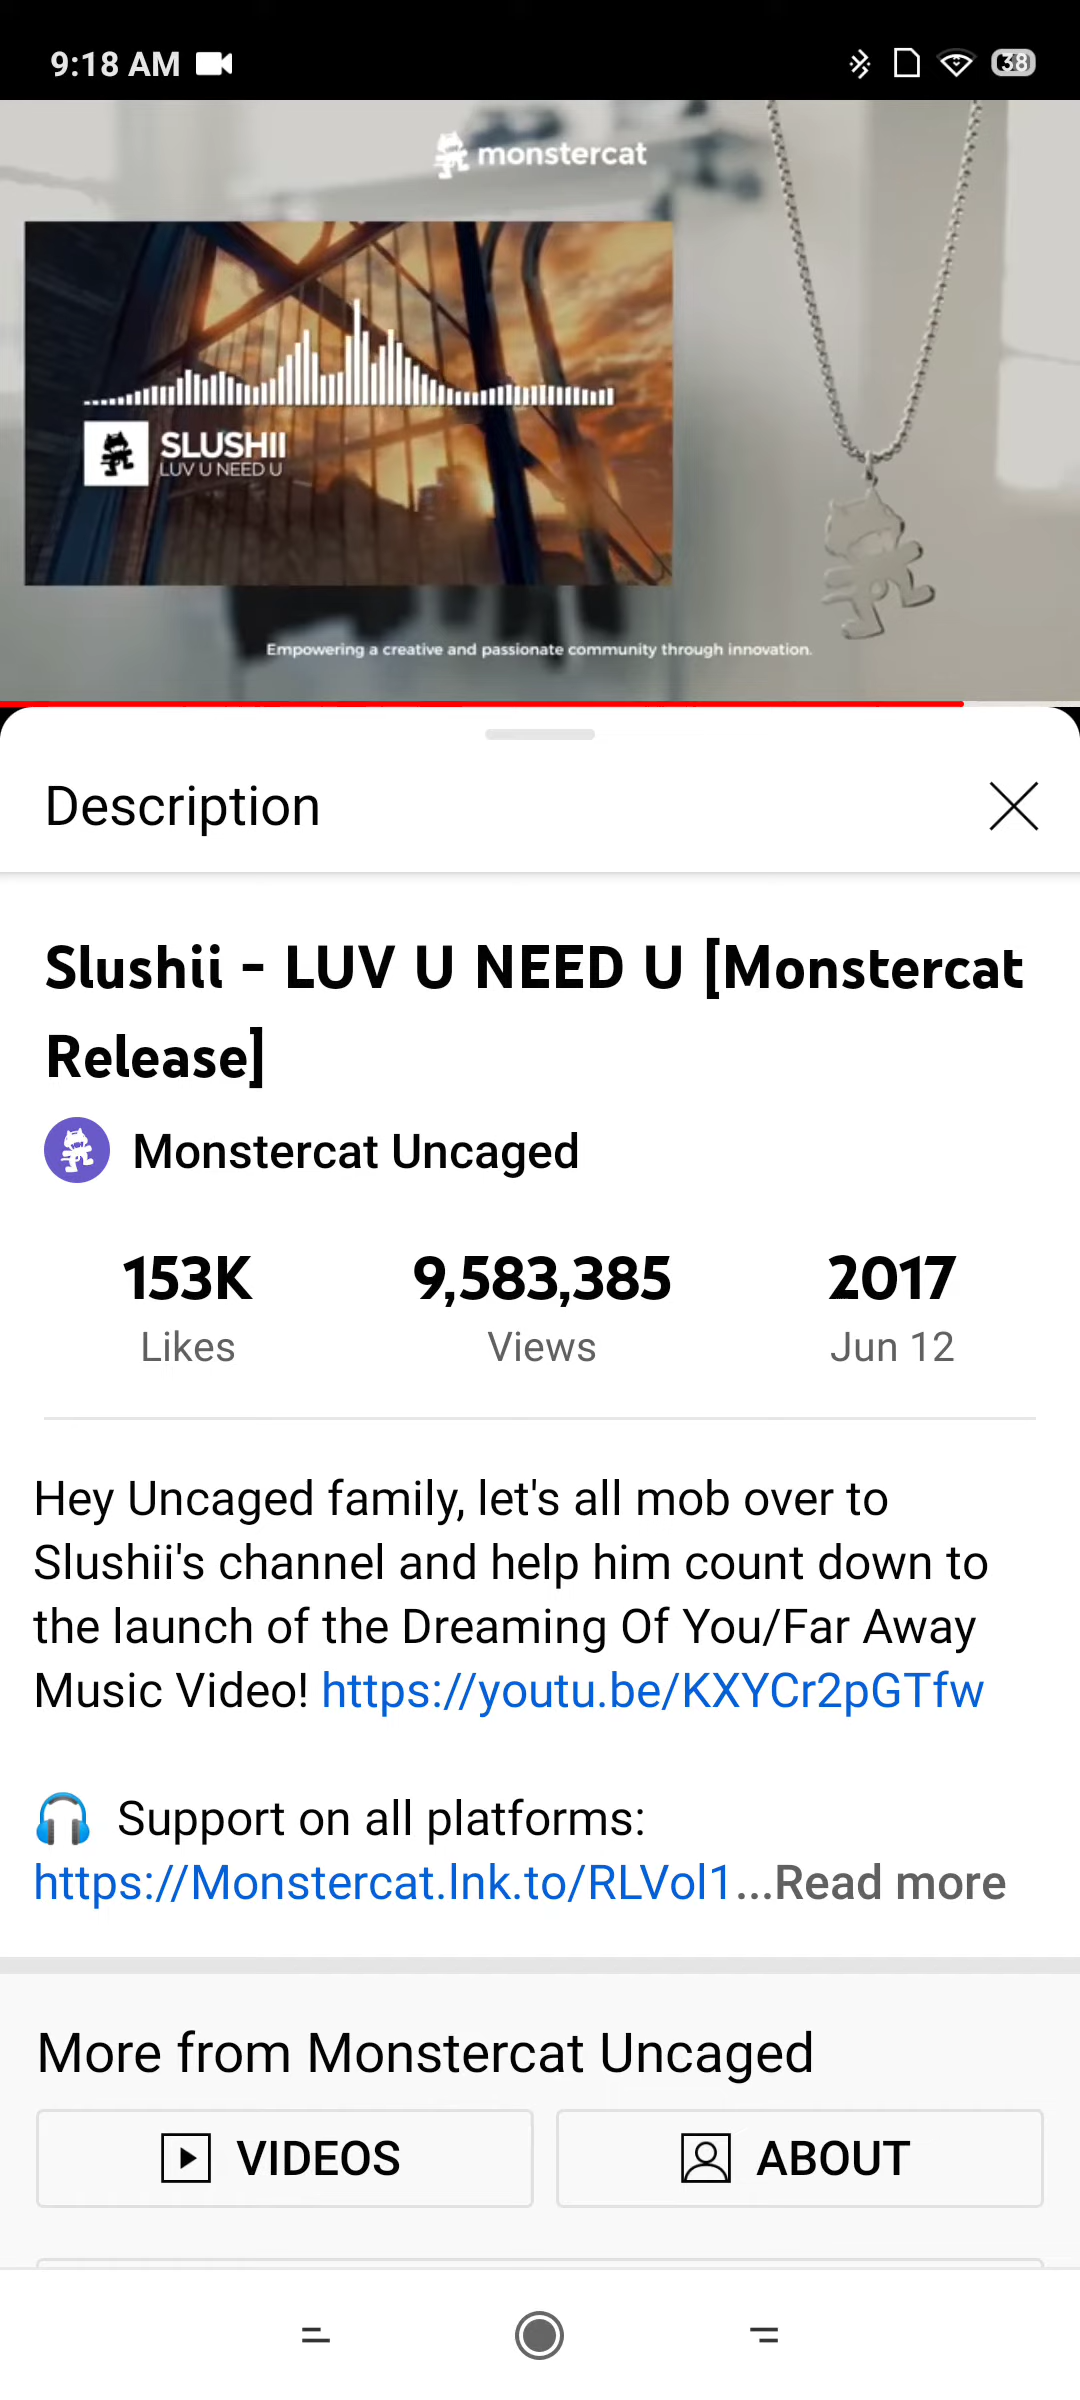 9:18 AM
38
monstercat
SLUSHII
LUV U NEED U
Empowering a creative and passionate community through innovation.
Description
Slushii - LUV U NEED U [Monstercat
Release]
Monstercat Uncaged
153K
9,583,385
2017
Likes
Views
Jun 12
Hey Uncaged family, let's all mob over to
Slushii's channel and help him count down to
the launch of the Dreaming Of You/Far Away
Music Video! https://youtu.be/KXYCr2pGTfw
🎧 Support on all platforms:
https://Monstercat.lnk.to/RLVol1...Read more
More from Monstercat Uncaged
VIDEOS
ABOUT